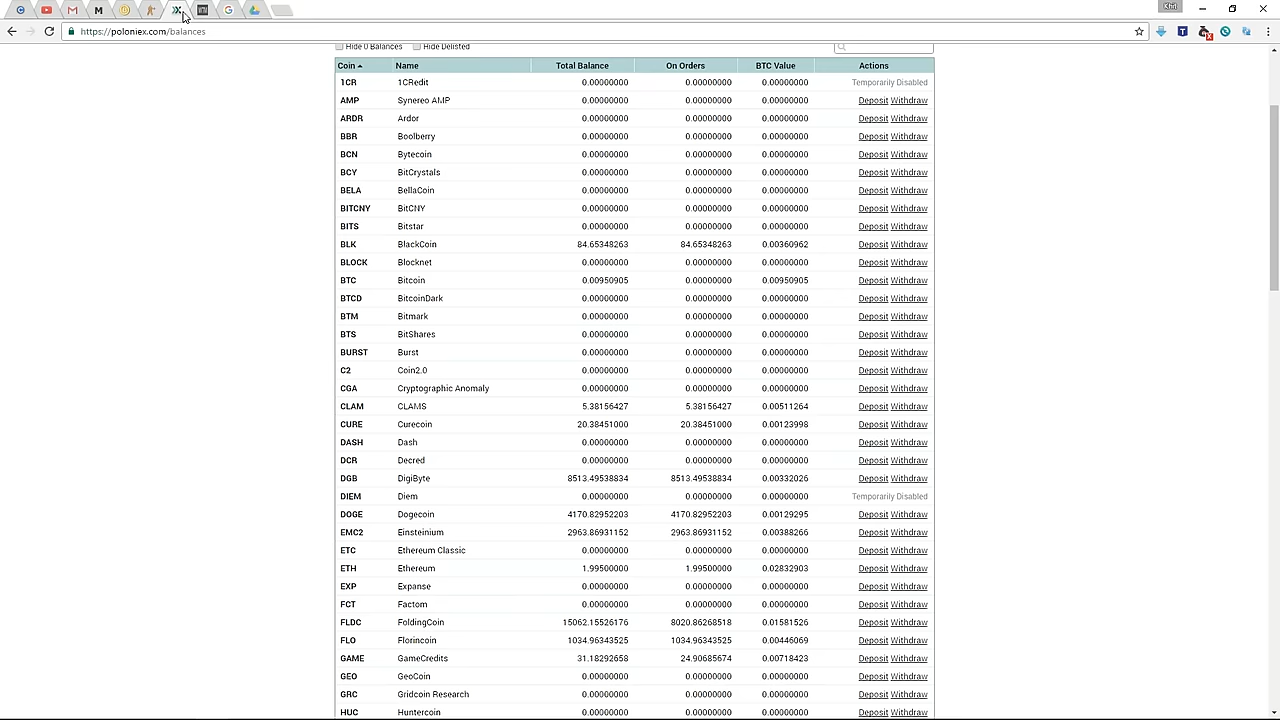 Khit
https://poloniex.com/balances
Hide 0 Balances Hide Delisted
Coin Name Total Balance On Orders BTC Value Actions
1CR 1CRedit 0.00000000 0.00000000 0.00000000 Temporarily Disabled
AMP Synereo AMP 0.00000000 0.00000000 0.00000000 Deposit Withdraw
ARDR Ardor 0.00000000 0.00000000 0.00000000 Deposit Withdraw
BBR Boolberry 0.00000000 0.00000000 0.00000000 Deposit Withdraw
BCN Bytecoin 0.00000000 0.00000000 0.00000000 Deposit Withdraw
BCY BitCrystals 0.00000000 0.00000000 0.00000000 Deposit Withdraw
BELA BellaCoin 0.00000000 0.00000000 0.00000000 Deposit Withdraw
BITCNY BitCNY 0.00000000 0.00000000 0.00000000 Deposit Withdraw
BITS Bitstar 0.00000000 0.00000000 0.00000000 Deposit Withdraw
BLK BlackCoin 84.65348263 84.65348263 0.00360962 Deposit Withdraw
BLOCK Blocknet 0.00000000 0.00000000 0.00000000 Deposit Withdraw
BTC Bitcoin 0.00950905 0.00000000 0.00950905 Deposit Withdraw
BTCD BitcoinDark 0.00000000 0.00000000 0.00000000 Deposit Withdraw
BTM Bitmark 0.00000000 0.00000000 0.00000000 Deposit Withdraw
BTS BitShares 0.00000000 0.00000000 0.00000000 Deposit Withdraw
BURST Burst 0.00000000 0.00000000 0.00000000 Deposit Withdraw
C2 Coin2.0 0.00000000 0.00000000 0.00000000 Deposit Withdraw
CGA Cryptographic Anomaly 0.00000000 0.00000000 0.00000000 Deposit Withdraw
CLAM CLAMS 5.38156427 5.38156427 0.00511264 Deposit Withdraw
CURE Curecoin 20.38451000 20.38451000 0.00123998 Deposit Withdraw
DASH Dash 0.00000000 0.00000000 0.00000000 Deposit Withdraw
DCR Decred 0.00000000 0.00000000 0.00000000 Deposit Withdraw
DGB DigiByte 8513.49538834 8513.49538834 0.00332026 Deposit Withdraw
DIEM Diem 0.00000000 0.00000000 0.00000000 Temporarily Disabled
DOGE Dogecoin 4170.82952203 4170.82952203 0.00129295 Deposit Withdraw
EMC2 Einsteinium 2963.86931152 2963.86931152 0.00388266 Deposit Withdraw
ETC Ethereum Classic 0.00000000 0.00000000 0.00000000 Deposit Withdraw
ETH Ethereum 1.99500000 1.99500000 0.02832903 Deposit Withdraw
EXP Expanse 0.00000000 0.00000000 0.00000000 Deposit Withdraw
FCT Factom 0.00000000 0.00000000 0.00000000 Deposit Withdraw
FLDC FoldingCoin 15062.15526176 8020.86268518 0.01581526 Deposit Withdraw
FLO Florincoin 1034.96343525 1034.96343525 0.00446069 Deposit Withdraw
GAME GameCredits 31.18292658 24.90685674 0.00718423 Deposit Withdraw
GEO GeoCoin 0.00000000 0.00000000 0.00000000 Deposit Withdraw
GRC Gridcoin Research 0.00000000 0.00000000 0.00000000 Deposit Withdraw
HUC Huntercoin 0.00000000 0.00000000 0.00000000 Deposit Withdraw